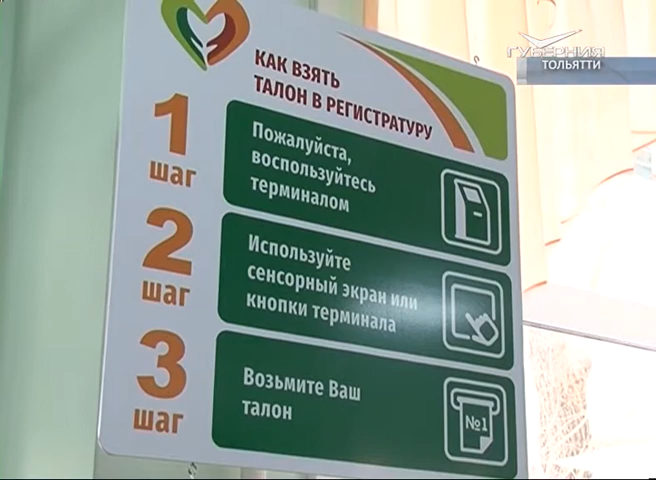 ГУБЕРНИЯ
ТОЛЬЯТТИ
КАК ВЗЯТЬ
ТАЛОН В РЕГИСТРАТУРУ
1
шаг
Пожалуйста,
воспользуйтесь
терминалом
2
шаг
Используйте
сенсорный экран или
кнопки терминала
3
шаг
Возьмите Ваш
талон
№1